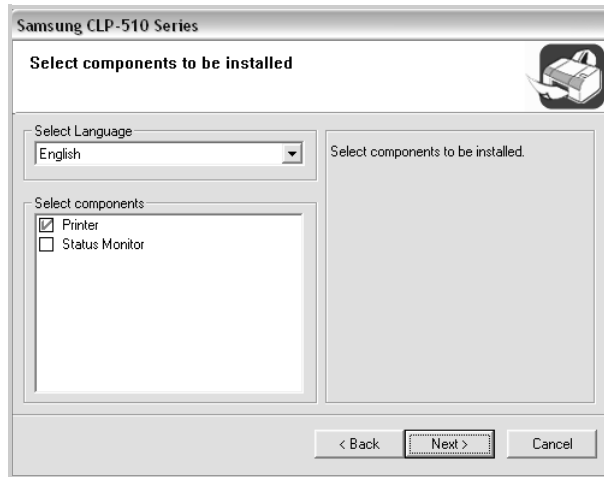 Samsung CLP-510 Series
Select components to be installed
Select Language
English
Select components to be installed.
Select components
Printer
Status Monitor
< Back
Next >
Cancel